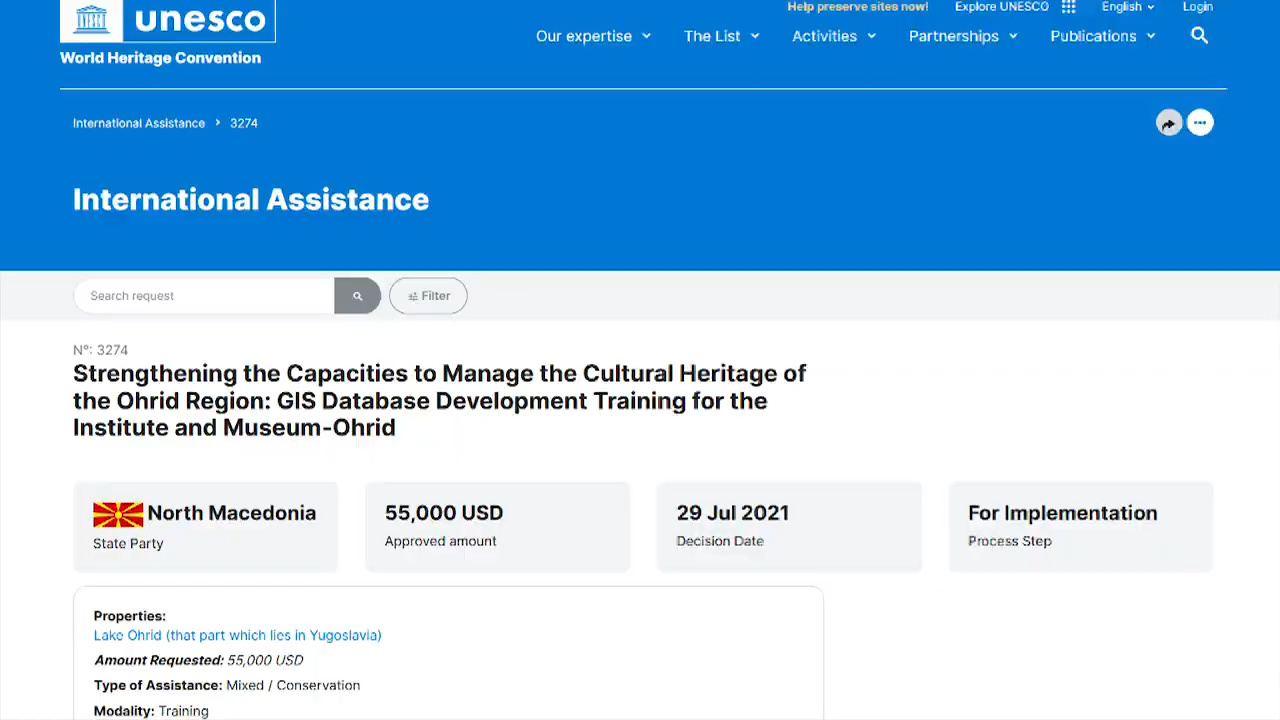 unesco
World Heritage Convention
Help preserve sites now!
Explore UNESCO
English
Login
Our expertise
The List
Activities
Partnerships
Publications
International Assistance > 3274
International Assistance
Search request
Filter
N°: 3274
Strengthening the Capacities to Manage the Cultural Heritage of
the Ohrid Region: GIS Database Development Training for the
Institute and Museum-Ohrid
North Macedonia
State Party
55,000 USD
Approved amount
29 Jul 2021
Decision Date
For Implementation
Process Step
Properties:
Lake Ohrid (that part which lies in Yugoslavia)
Amount Requested: 55,000 USD
Type of Assistance: Mixed / Conservation
Modality: Training